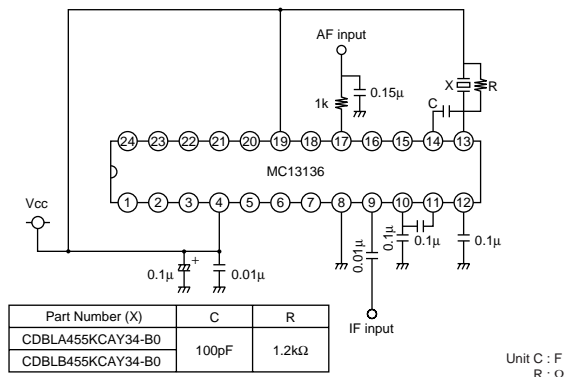 AF input
X
R
1k
0.15μ
C
24 23 22 21 20 19 18 17 16 15 14 13
MC13136
1 2 3 4 5 6 7 8 9 10 11 12
Vcc
+
0.1μ
0.01μ
0.01μ
0.1μ
0.1μ
0.1μ
IF input
Part Number (X) C R
CDBLA455KCAY34-B0 100pF 1.2kΩ
CDBLB455KCAY34-B0
Unit C : F
R : Ω